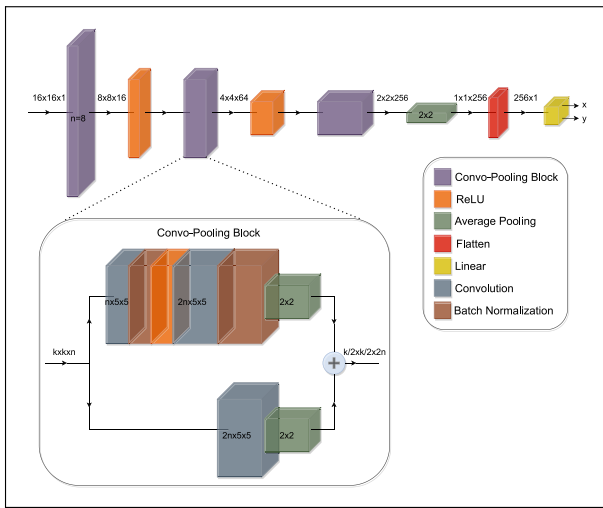 16x16x1
n=8
8x8x16
4x4x64
2x2x256
2x2
1x1x256
256x1
x
y
Convo-Pooling Block
ReLU
Average Pooling
Flatten
Linear
Convolution
Batch Normalization
Convo-Pooling Block
nx5x5
2nx5x5
2x2
kxkxn
+
k/2xk/2x2n
2nx5x5
2x2